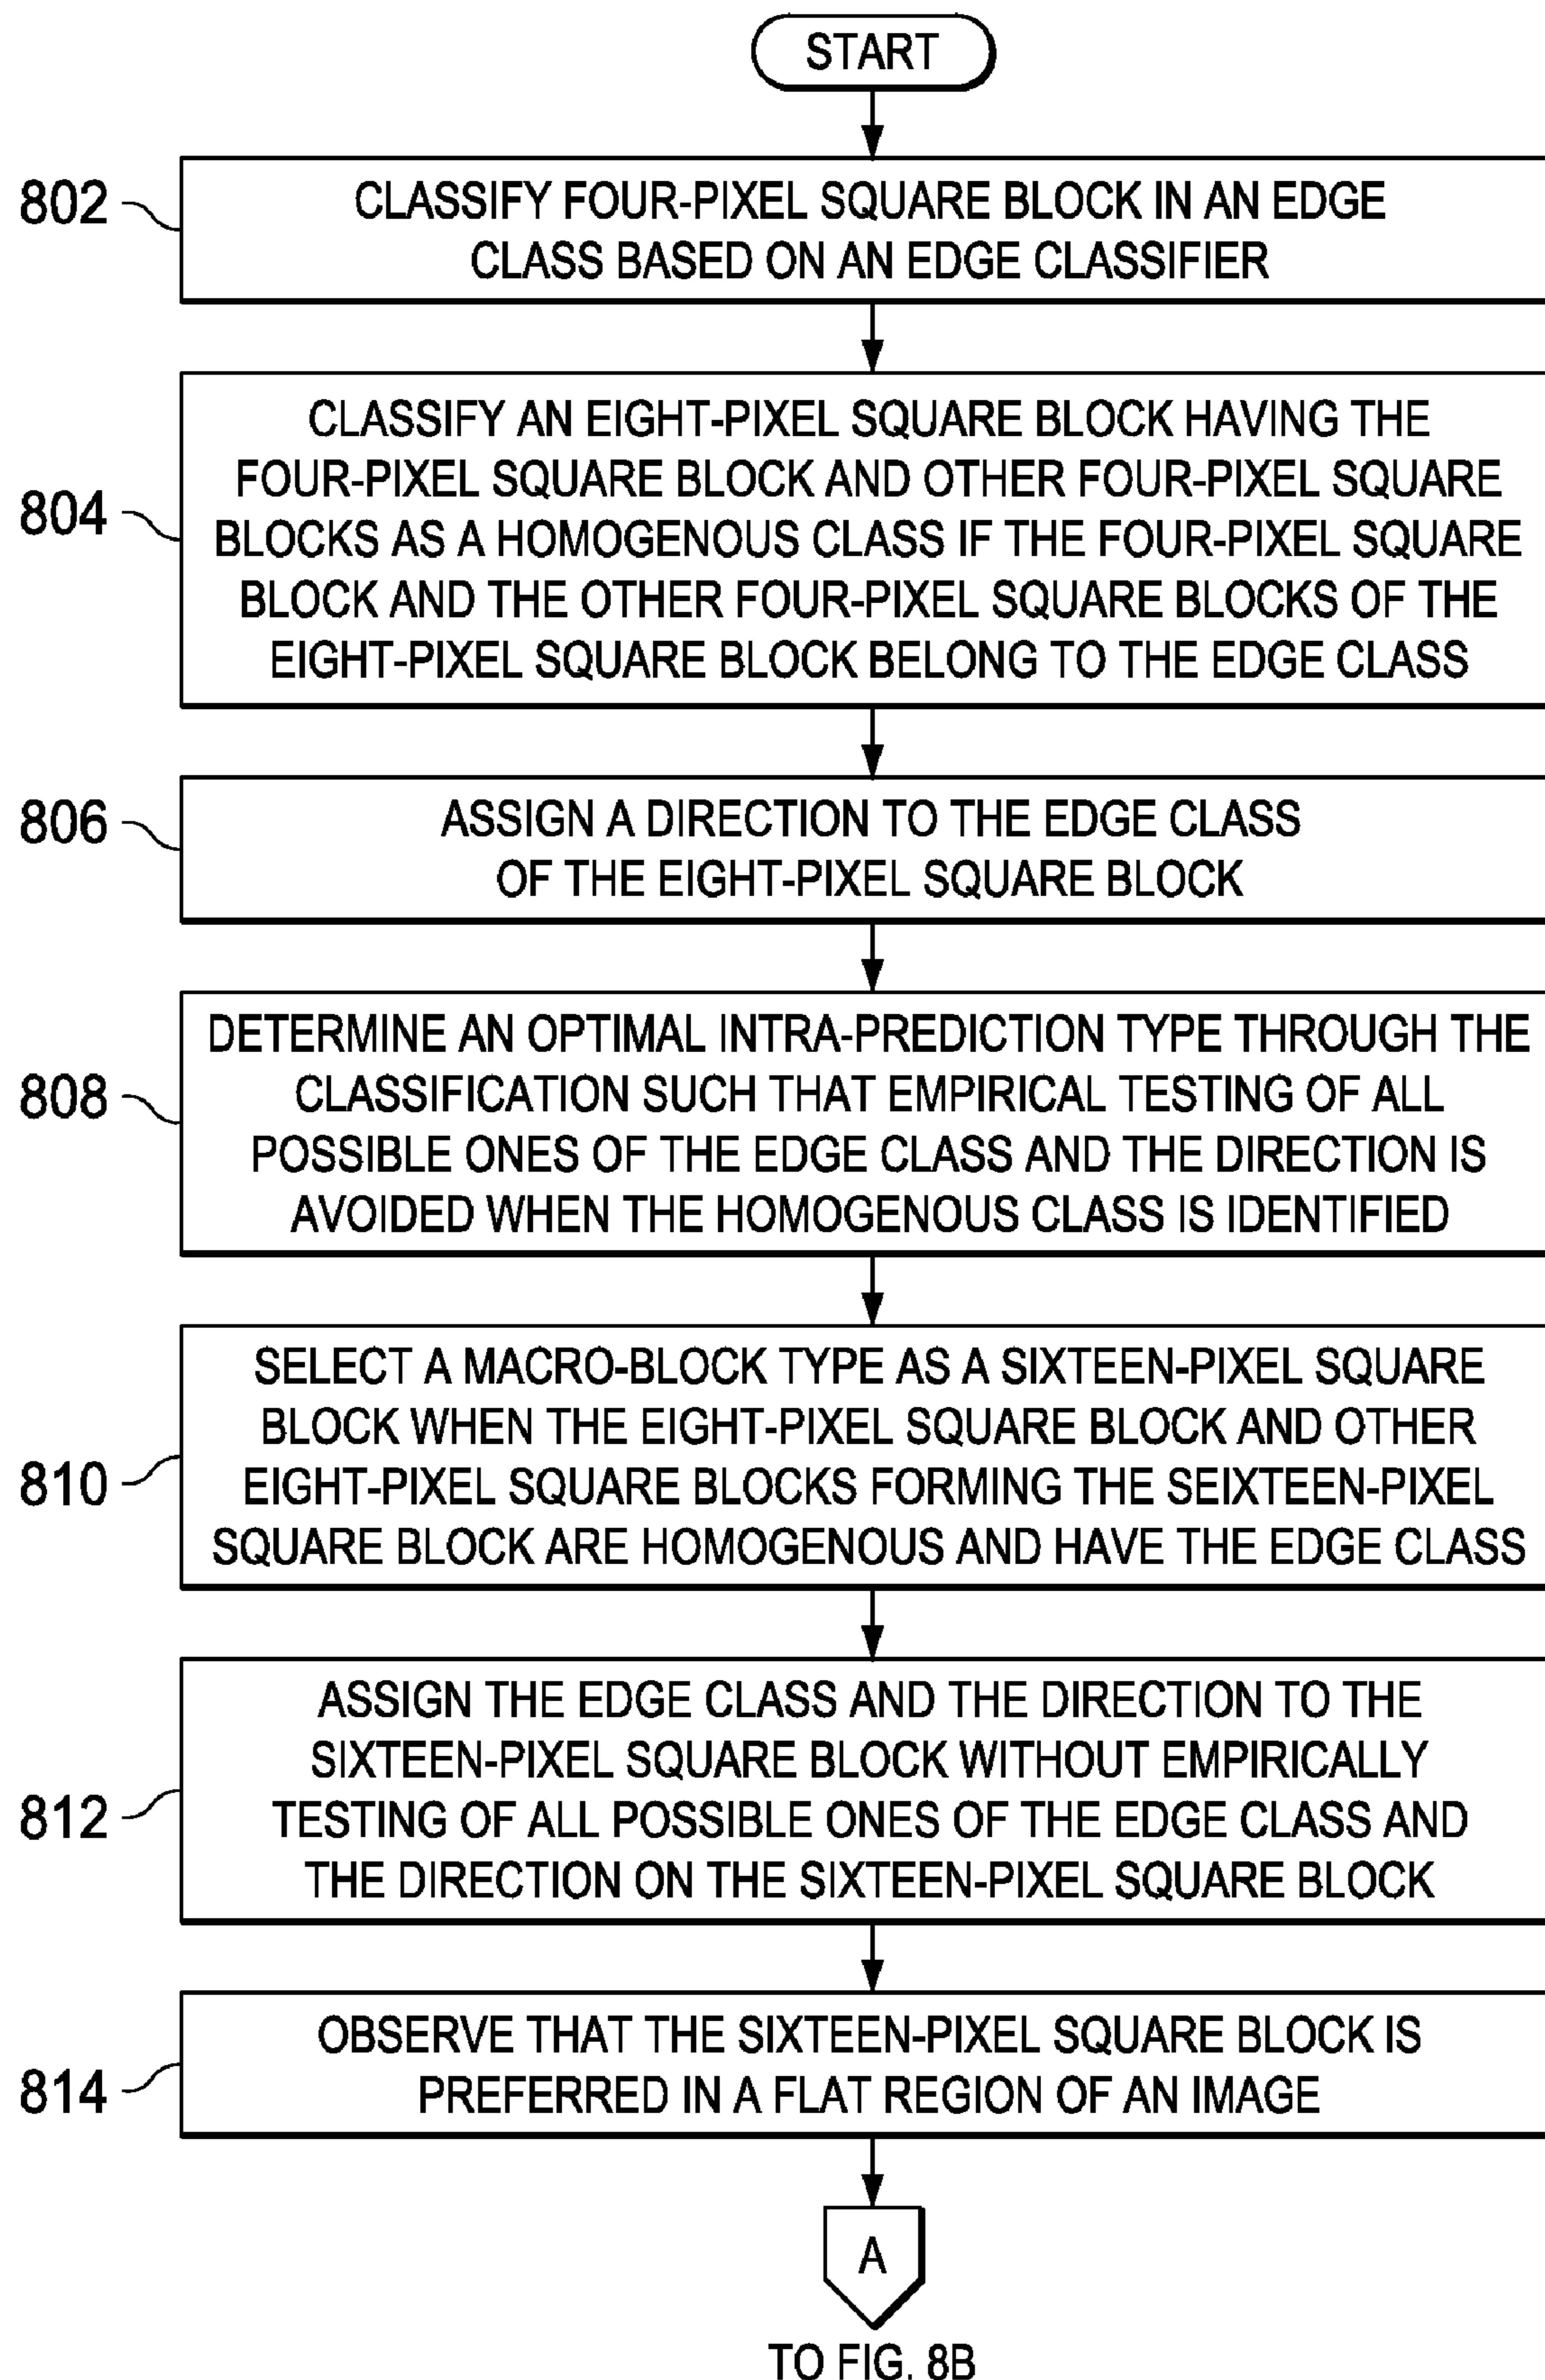 START
802
CLASSIFY FOUR-PIXEL SQUARE BLOCK IN AN EDGE
CLASS BASED ON AN EDGE CLASSIFIER
804
CLASSIFY AN EIGHT-PIXEL SQUARE BLOCK HAVING THE
FOUR-PIXEL SQUARE BLOCK AND OTHER FOUR-PIXEL SQUARE
BLOCKS AS A HOMOGENOUS CLASS IF THE FOUR-PIXEL SQUARE
BLOCK AND THE OTHER FOUR-PIXEL SQUARE BLOCKS OF THE
EIGHT-PIXEL SQUARE BLOCK BELONG TO THE EDGE CLASS
806
ASSIGN A DIRECTION TO THE EDGE CLASS
OF THE EIGHT-PIXEL SQUARE BLOCK
808
DETERMINE AN OPTIMAL INTRA-PREDICTION TYPE THROUGH THE
CLASSIFICATION SUCH THAT EMPIRICAL TESTING OF ALL
POSSIBLE ONES OF THE EDGE CLASS AND THE DIRECTION IS
AVOIDED WHEN THE HOMOGENOUS CLASS IS IDENTIFIED
810
SELECT A MACRO-BLOCK TYPE AS A SIXTEEN-PIXEL SQUARE
BLOCK WHEN THE EIGHT-PIXEL SQUARE BLOCK AND OTHER
EIGHT-PIXEL SQUARE BLOCKS FORMING THE SEIXTEEN-PIXEL
SQUARE BLOCK ARE HOMOGENOUS AND HAVE THE EDGE CLASS
812
ASSIGN THE EDGE CLASS AND THE DIRECTION TO THE
SIXTEEN-PIXEL SQUARE BLOCK WITHOUT EMPIRICALLY
TESTING OF ALL POSSIBLE ONES OF THE EDGE CLASS AND
THE DIRECTION ON THE SIXTEEN-PIXEL SQUARE BLOCK
814
OBSERVE THAT THE SIXTEEN-PIXEL SQUARE BLOCK IS
PREFERRED IN A FLAT REGION OF AN IMAGE
A
TO FIG. 8B